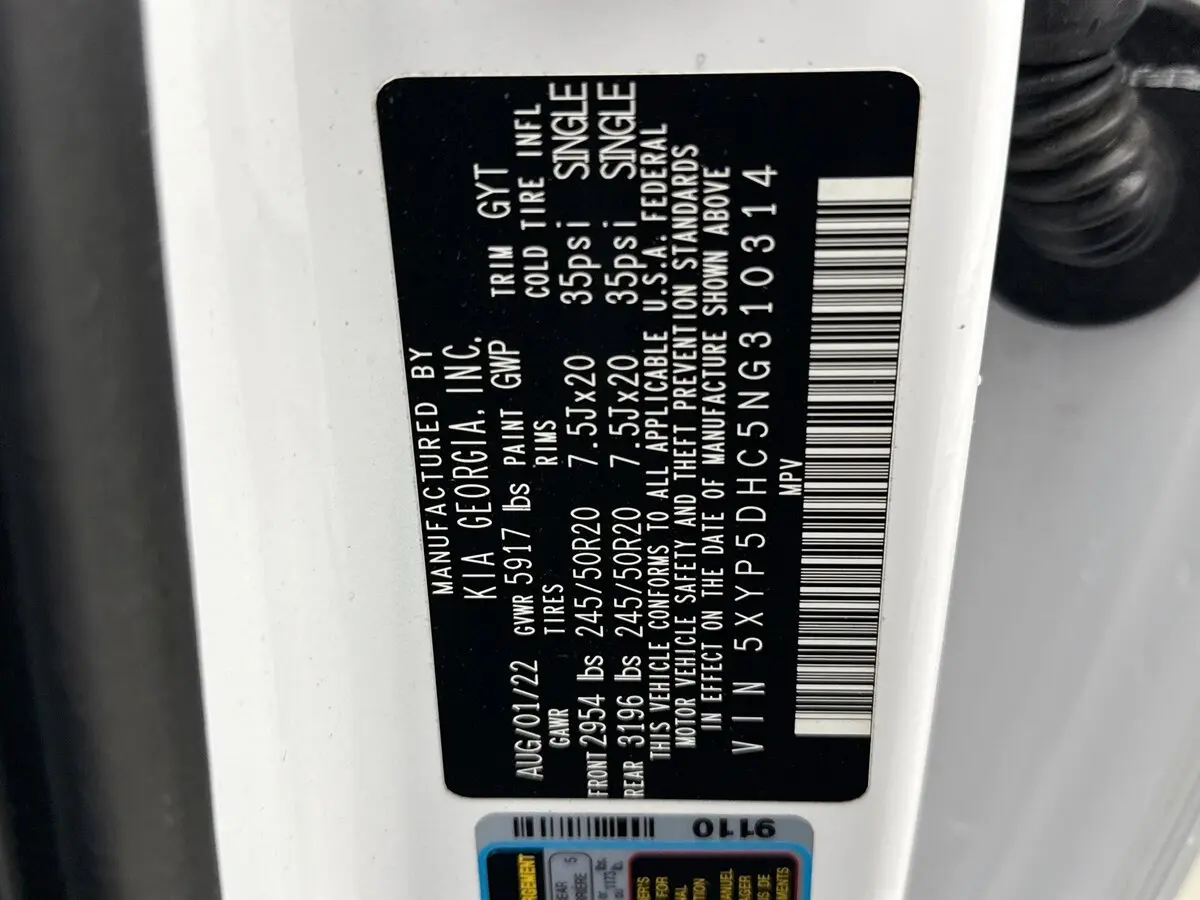 MANUFACTURED BY
KIA GEORGIA, INC.
AUG/01/22 GVWR 5917 lbs PAINT GWP TRIM GYT
GAWR TIRES RIMS COLD TIRE INFL
FRONT 2954 lbs 245/50R20 7.5Jx20 35psi SINGLE
REAR 3196 lbs 245/50R20 7.5Jx20 35psi SINGLE
THIS VEHICLE CONFORMS TO ALL APPLICABLE U.S.A. FEDERAL
MOTOR VEHICLE SAFETY AND THEFT PREVENTION STANDARDS
IN EFFECT ON THE DATE OF MANUFACTURE SHOWN ABOVE
VIN 5XYP5DHC5NG310314
MPV
9110